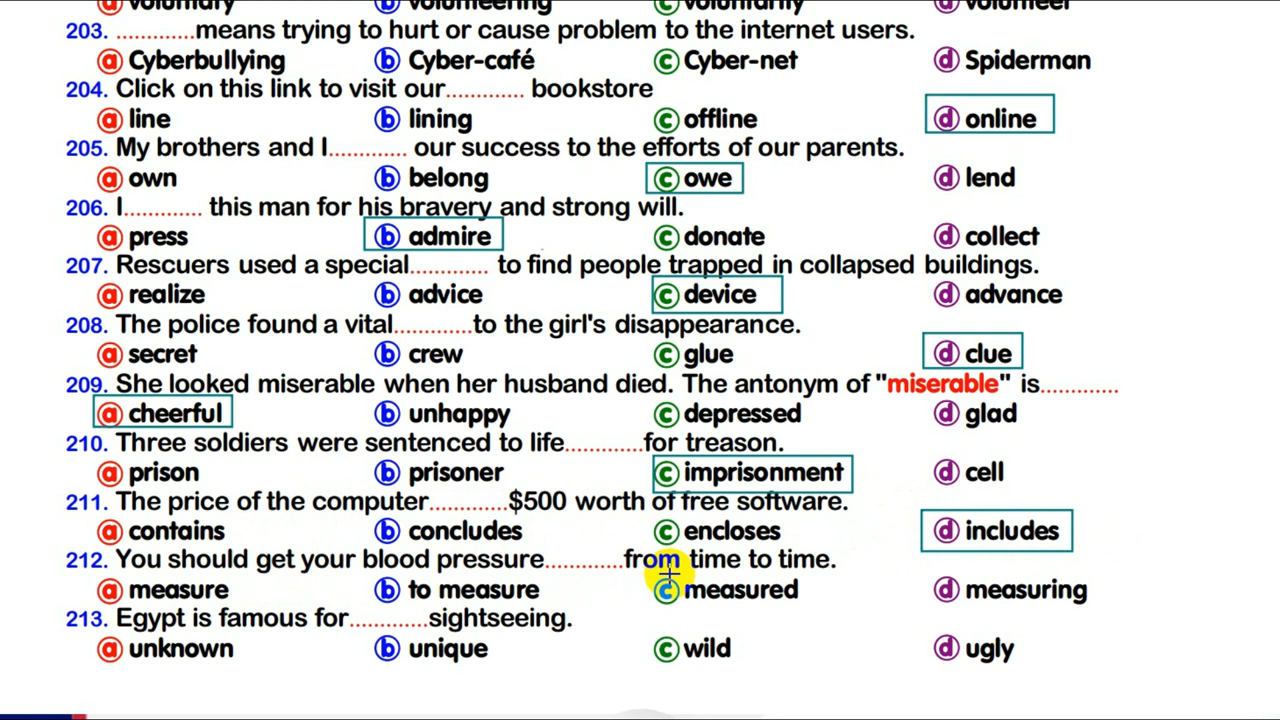 ⓐ voluntary ⓑ volunteering ⓒ voluntarily ⓓ volunteer
203. ............means trying to hurt or cause problem to the internet users.
ⓐ Cyberbullying ⓑ Cyber-café ⓒ Cyber-net ⓓ Spiderman
204. Click on this link to visit our............ bookstore
ⓐ line ⓑ lining ⓒ offline ⓓ online
205. My brothers and I............ our success to the efforts of our parents.
ⓐ own ⓑ belong ⓒ owe ⓓ lend
206. I............ this man for his bravery and strong will.
ⓐ press ⓑ admire ⓒ donate ⓓ collect
207. Rescuers used a special............ to find people trapped in collapsed buildings.
ⓐ realize ⓑ advice ⓒ device ⓓ advance
208. The police found a vital............to the girl's disappearance.
ⓐ secret ⓑ crew ⓒ glue ⓓ clue
209. She looked miserable when her husband died. The antonym of "miserable" is............
ⓐ cheerful ⓑ unhappy ⓒ depressed ⓓ glad
210. Three soldiers were sentenced to life............for treason.
ⓐ prison ⓑ prisoner ⓒ imprisonment ⓓ cell
211. The price of the computer............$500 worth of free software.
ⓐ contains ⓑ concludes ⓒ encloses ⓓ includes
212. You should get your blood pressure............from time to time.
ⓐ measure ⓑ to measure ⓒ measured ⓓ measuring
213. Egypt is famous for............sightseeing.
ⓐ unknown ⓑ unique ⓒ wild ⓓ ugly